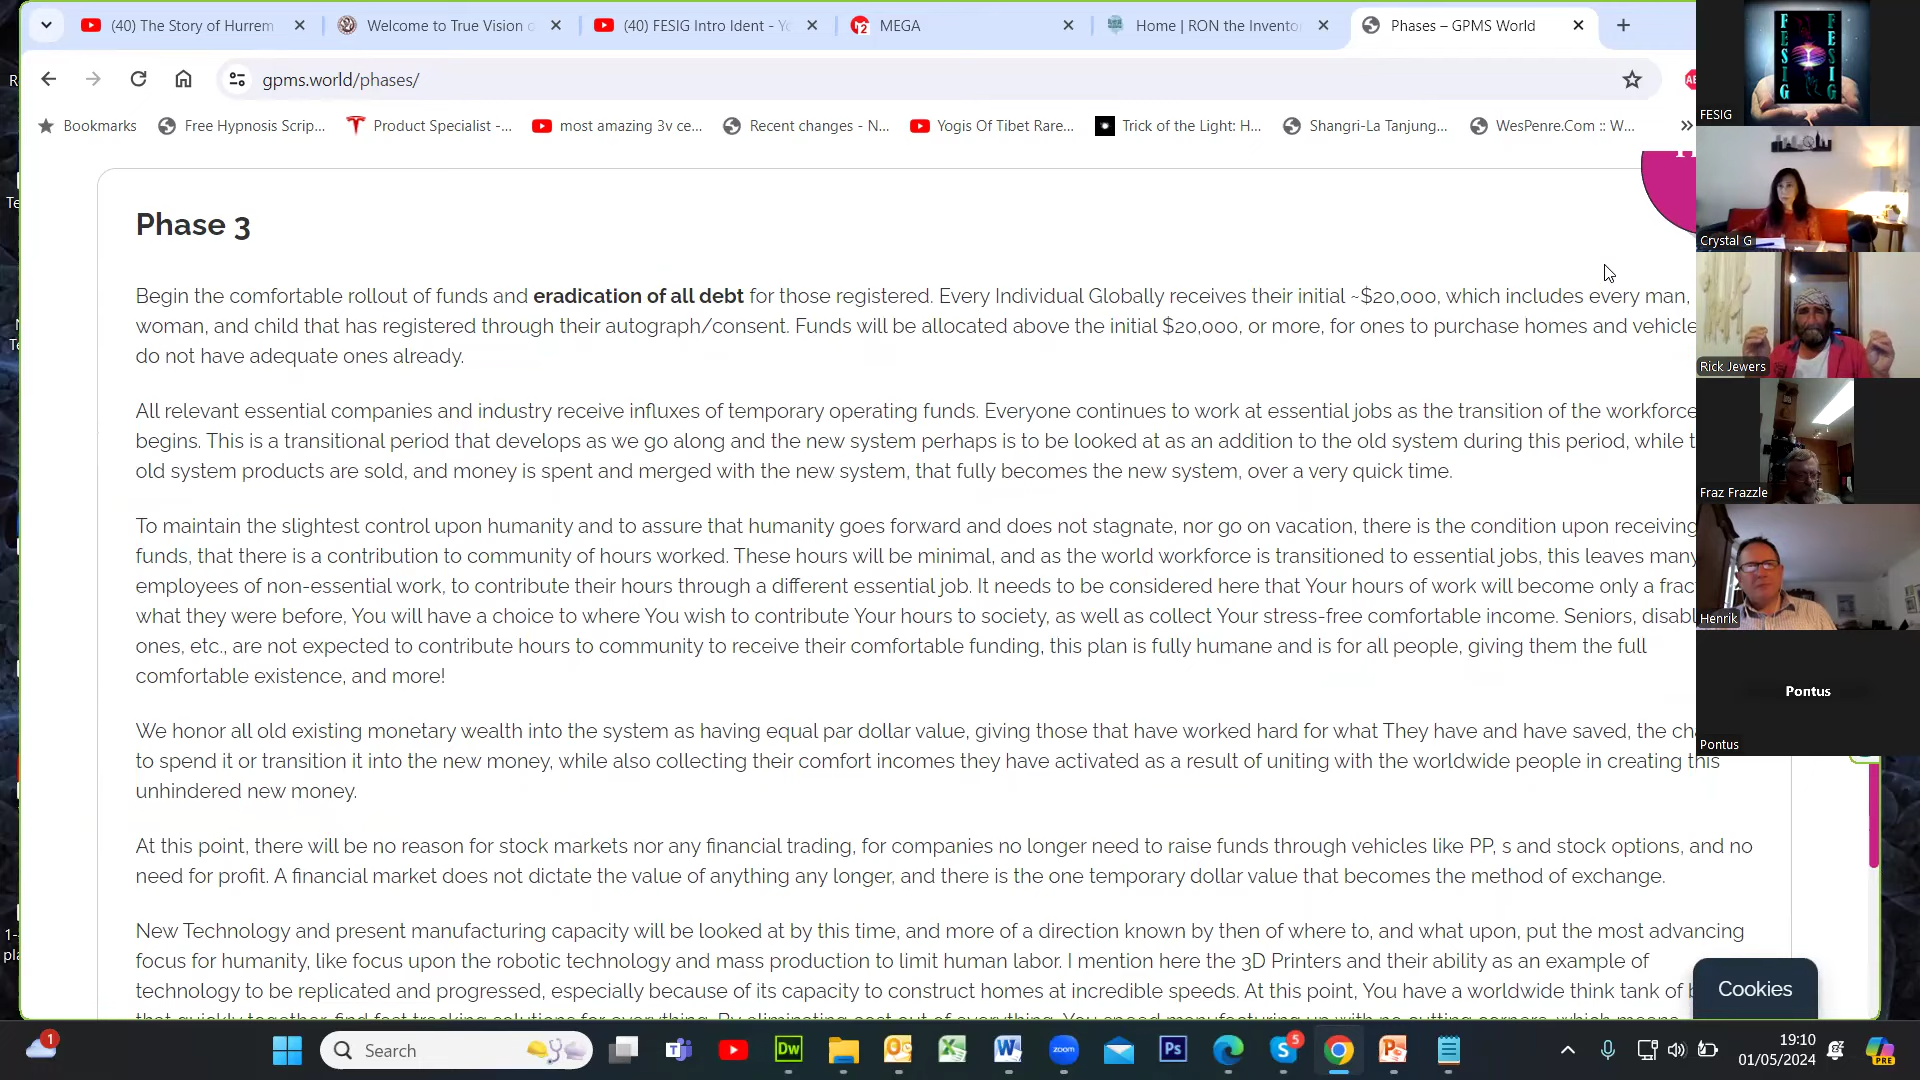 (40) The Story of Hurrem
Welcome to True Vision o
(40) FESIG Intro Ident - Yo
MEGA
Home | RON the Invento
Phases – GPMS World
gpms.world/phases/
Bookmarks
Free Hypnosis Scrip...
Product Specialist -...
most amazing 3v ce...
Recent changes - N...
Yogis Of Tibet Rare...
Trick of the Light: H...
Shangri-La Tanjung...
WesPenre.Com :: W...
Phase 3
Begin the comfortable rollout of funds and eradication of all debt for those registered. Every Individual Globally receives their initial ~$20,000, which includes every man,
woman, and child that has registered through their autograph/consent. Funds will be allocated above the initial $20,000, or more, for ones to purchase homes and vehicle
do not have adequate ones already.
All relevant essential companies and industry receive influxes of temporary operating funds. Everyone continues to work at essential jobs as the transition of the workforce
begins. This is a transitional period that develops as we go along and the new system perhaps is to be looked at as an addition to the old system during this period, while t
old system products are sold, and money is spent and merged with the new system, that fully becomes the new system, over a very quick time.
To maintain the slightest control upon humanity and to assure that humanity goes forward and does not stagnate, nor go on vacation, there is the condition upon receiving
funds, that there is a contribution to community of hours worked. These hours will be minimal, and as the world workforce is transitioned to essential jobs, this leaves many
employees of non-essential work, to contribute their hours through a different essential job. It needs to be considered here that Your hours of work will become only a frac
what they were before, You will have a choice to where You wish to contribute Your hours to society, as well as collect Your stress-free comfortable income. Seniors, disabl
ones, etc., are not expected to contribute hours to community to receive their comfortable funding, this plan is fully humane and is for all people, giving them the full
comfortable existence, and more!
We honor all old existing monetary wealth into the system as having equal par dollar value, giving those that have worked hard for what They have and have saved, the ch
to spend it or transition it into the new money, while also collecting their comfort incomes they have activated as a result of uniting with the worldwide people in creating this
unhindered new money.
At this point, there will be no reason for stock markets nor any financial trading, for companies no longer need to raise funds through vehicles like PP, s and stock options, and no
need for profit. A financial market does not dictate the value of anything any longer, and there is the one temporary dollar value that becomes the method of exchange.
New Technology and present manufacturing capacity will be looked at by this time, and more of a direction known by then of where to, and what upon, put the most advancing
focus for humanity, like focus upon the robotic technology and mass production to limit human labor. I mention here the 3D Printers and their ability as an example of
technology to be replicated and progressed, especially because of its capacity to construct homes at incredible speeds. At this point, You have a worldwide think tank of b
Cookies
FESIG
FESIG
FESIG
Crystal G
Rick Jewers
Fraz Frazzle
Henrik
Pontus
Pontus
1
Search
5
19:10
01/05/2024